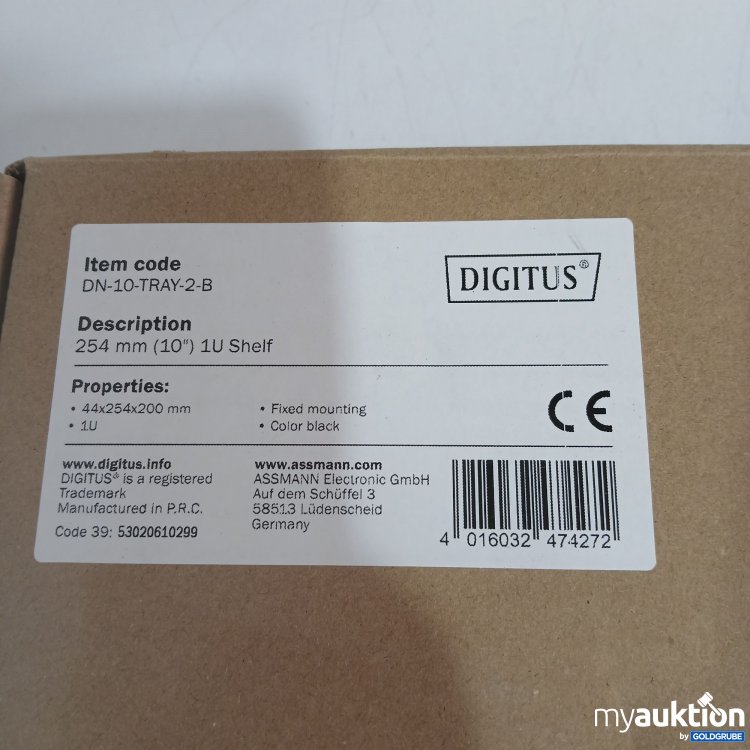 Item code
DN-10-TRAY-2-B
DIGITUS®
Description
254 mm (10") 1U Shelf
Properties:
• 44x254x200 mm
• 1U
• Fixed mounting
• Color black
CE
www.digitus.info
DIGITUS® is a registered
Trademark
Manufactured in P.R.C.
Code 39: 53020610299
www.assmann.com
ASSMANN Electronic GmbH
Auf dem Schüffel 3
58513 Lüdenscheid
Germany
4 016032 474272
myauktion
by GOLDGRUBE